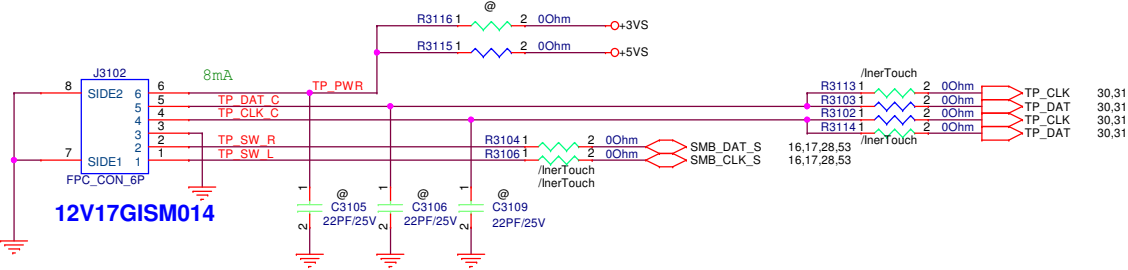 @
R3116 1 2 0Ohm +3VS
R3115 1 2 0Ohm +5VS
J3102
8mA
TP_PWR
/InerTouch
8 SIDE2 6 6
R3113 1 2 0Ohm TP_CLK 30,31
5 5 TP_DAT_C
R3103 1 2 0Ohm TP_DAT 30,31
4 4 TP_CLK_C
R3102 1 2 0Ohm TP_CLK 30,31
3 3
R3114 1 2 0Ohm TP_DAT 30,31
/InerTouch
2 2 TP_SW_R
R3104 1 2 0Ohm SMB_DAT_S 16,17,28,53
7 SIDE1 1 1 TP_SW_L
R3106 1 2 0Ohm SMB_CLK_S 16,17,28,53
/InerTouch
/InerTouch
FPC_CON_6P
12V17GISM014
1 @ 1 @ 1 @
C3105 C3106 C3109
22PF/25V 22PF/25V 22PF/25V
2 2 2